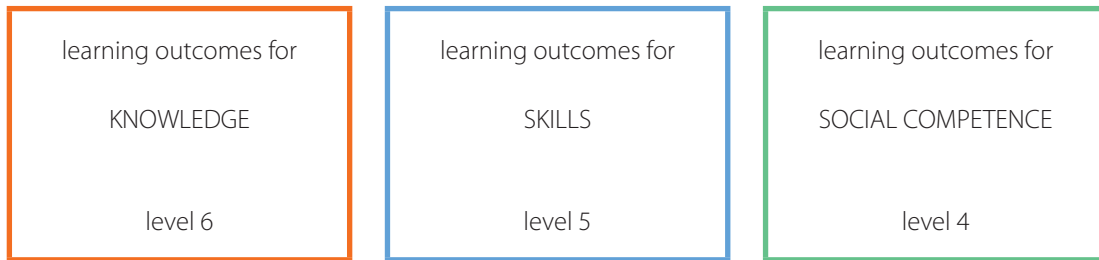 learning outcomes for
KNOWLEDGE
level 6
learning outcomes for
SKILLS
level 5
learning outcomes for
SOCIAL COMPETENCE
level 4